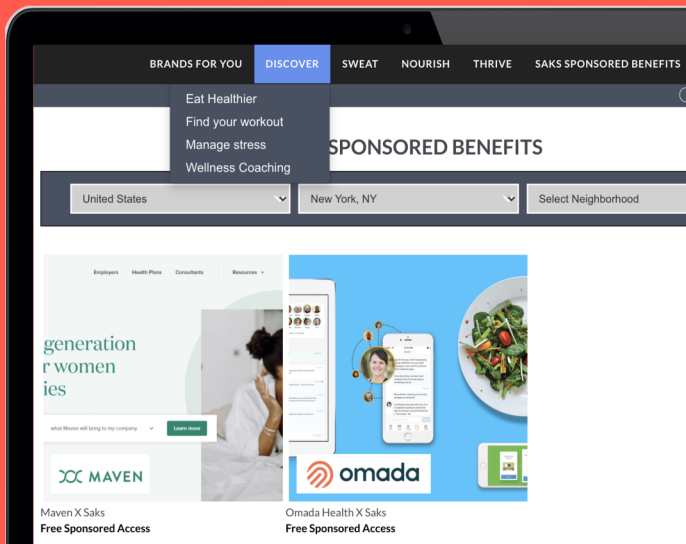 BRANDS FOR YOU DISCOVER SWEAT NOURISH THRIVE SAKS SPONSORED BENEFITS
Eat Healthier
Find your workout
Manage stress
Wellness Coaching
SPONSORED BENEFITS
United States New York, NY Select Neighborhood
Employers Health Plans Consultants Resources
generation
r women
ies
what Maven will bring to my company Learn more
MAVEN
omada
Maven X Saks
Free Sponsored Access
Omada Health X Saks
Free Sponsored Access